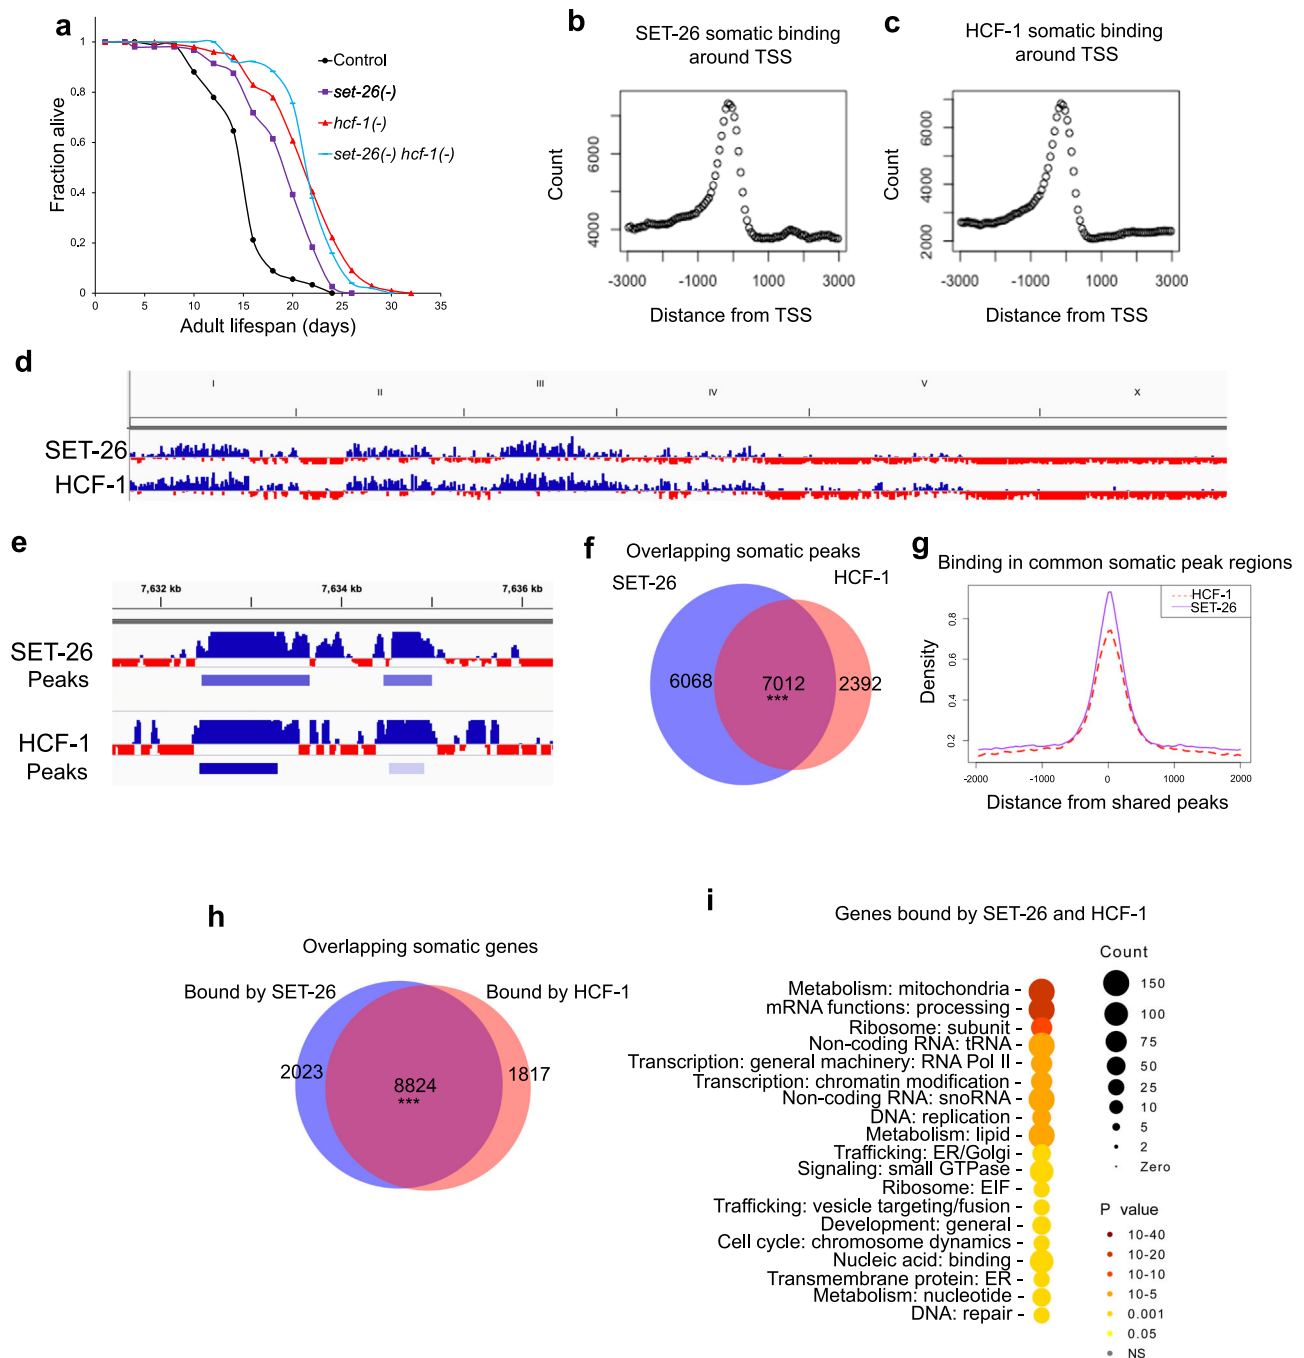 a
1
0,8
0,6
0,4
0,2
0
0
5
10
15
20
25
30
35
Fraction alive
Adult lifespan (days)
Control
set-26(-)
hcf-1(-)
set-26(-) hcf-1(-)
b
SET-26 somatic binding
around TSS
Count
4000
6000
-3000
-1000
0
1000
3000
Distance from TSS
c
HCF-1 somatic binding
around TSS
Count
2000
4000
6000
-3000
-1000
0
1000
3000
Distance from TSS
d
I
II
III
IV
V
X
SET-26
HCF-1
e
7,632 kb
7,634 kb
7,636 kb
SET-26
Peaks
HCF-1
Peaks
f
Overlapping somatic peaks
SET-26
HCF-1
6068
7012
2392
***
g
Binding in common somatic peak regions
HCF-1
SET-26
Density
0.2
0.4
0.6
0.8
-2000
-1000
0
1000
2000
Distance from shared peaks
h
Overlapping somatic genes
Bound by SET-26
Bound by HCF-1
2023
8824
1817
***
i
Genes bound by SET-26 and HCF-1
Metabolism: mitochondria -
mRNA functions: processing -
Ribosome: subunit -
Non-coding RNA: tRNA -
Transcription: general machinery: RNA Pol II -
Transcription: chromatin modification -
Non-coding RNA: snoRNA -
DNA: replication -
Metabolism: lipid -
Trafficking: ER/Golgi -
Signaling: small GTPase -
Ribosome: EIF -
Trafficking: vesicle targeting/fusion -
Development: general -
Cell cycle: chromosome dynamics -
Nucleic acid: binding -
Transmembrane protein: ER -
Metabolism: nucleotide -
DNA: repair -
Count
150
100
75
50
25
10
5
2
Zero
P value
10-40
10-20
10-10
10-5
0.001
0.05
NS